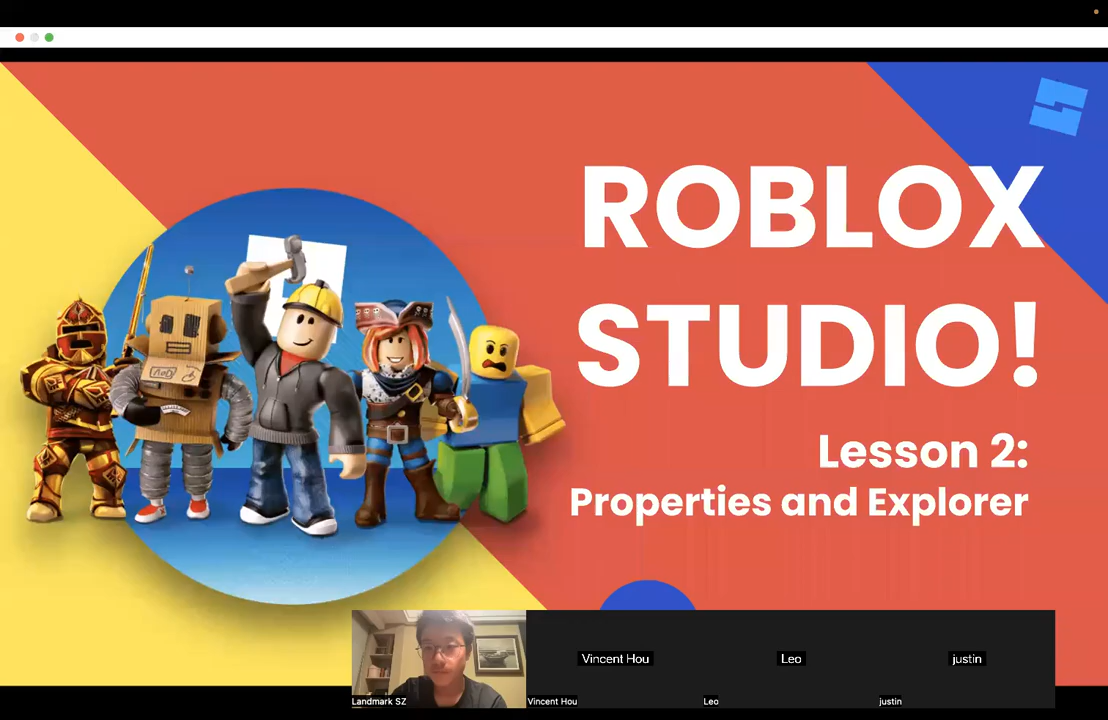 ROBLOX
STUDIO!
Lesson 2:
Properties and Explorer
Vincent Hou
Leo
justin
Landmark SZ
Vincent Hou
Leo
justin